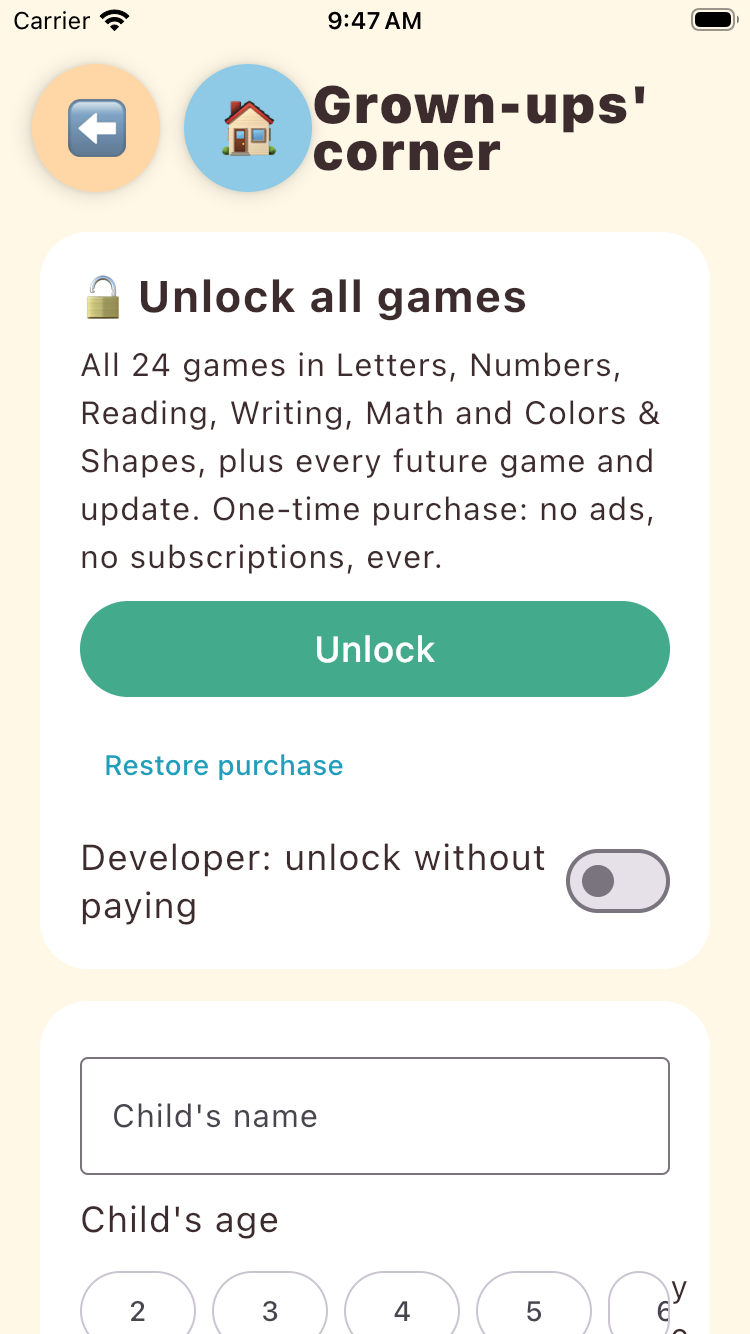 Carrier 9:47 AM
Grown-ups'
corner
Unlock all games
All 24 games in Letters, Numbers,
Reading, Writing, Math and Colors &
Shapes, plus every future game and
update. One-time purchase: no ads,
no subscriptions, ever.
Unlock
Restore purchase
Developer: unlock without
paying
Child's name
Child's age
2 3 4 5 6 y